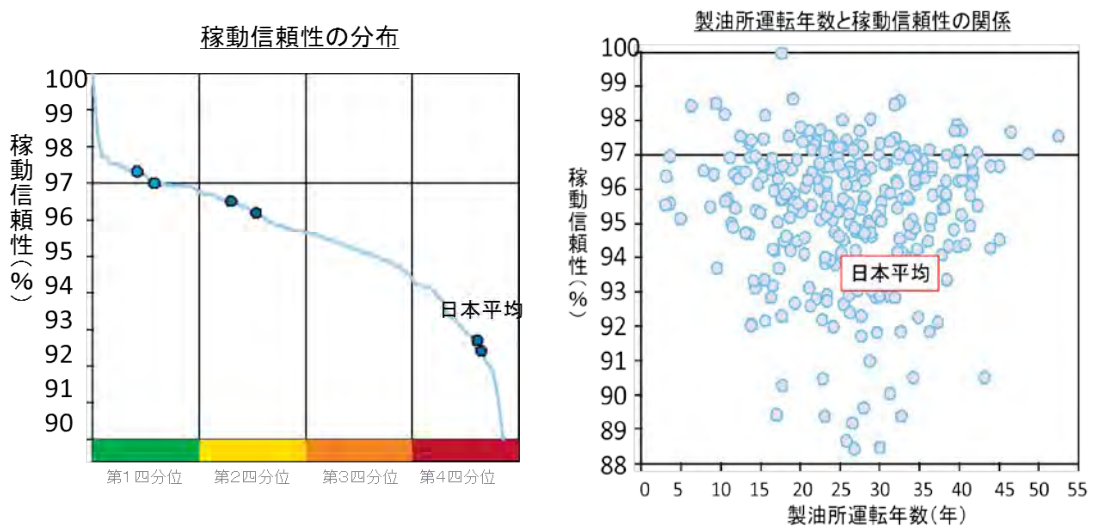 稼動信頼性の分布
100
99
98
97
96
95
94
93
92
91
90
稼動信頼性(%)
日本平均
第1四分位
第2四分位
第3四分位
第4四分位
製油所運転年数と稼動信頼性の関係
100
99
98
97
96
95
94
93
92
91
90
89
88
稼動信頼性(%)
日本平均
0 5 10 15 20 25 30 35 40 45 50 55
製油所運転年数(年)